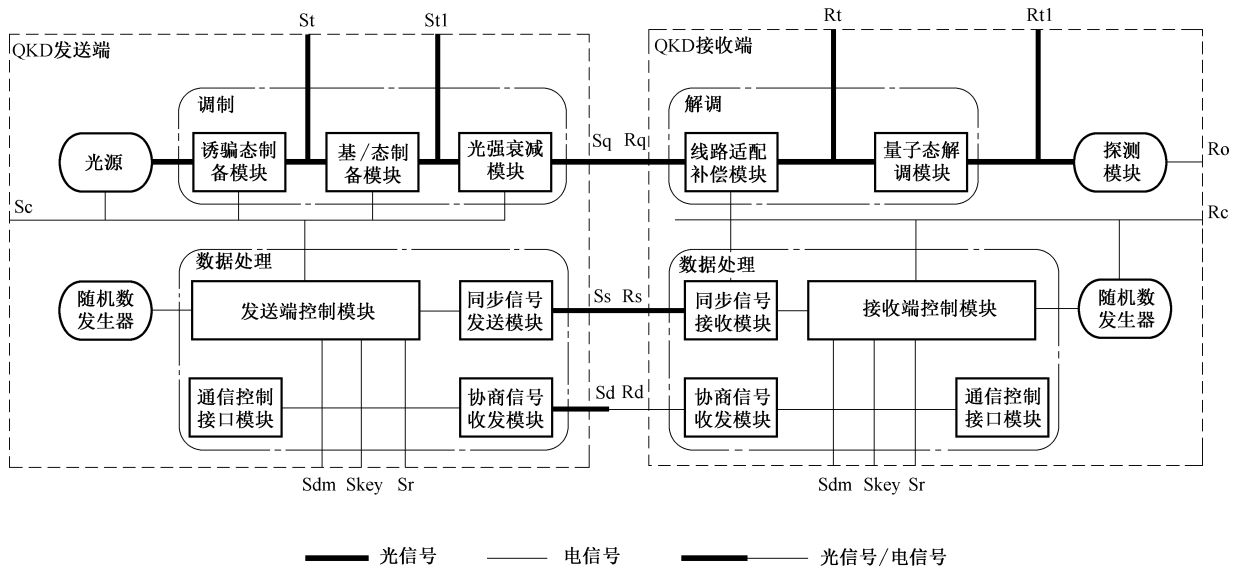 St
St1
Rt
Rt1
QKD发送端
QKD接收端
调制
解调
光源
诱骗态制
备模块
基/态制
备模块
光强衰减
模块
Sq
Rq
线路适配
补偿模块
量子态解
调模块
探测
模块
Ro
Sc
Rc
数据处理
数据处理
随机数
发生器
发送端控制模块
同步信号
发送模块
Ss
Rs
同步信号
接收模块
接收端控制模块
随机数
发生器
通信控制
接口模块
协商信号
收发模块
Sd
Rd
协商信号
收发模块
通信控制
接口模块
Sdm
Skey
Sr
Sdm
Skey
Sr
光信号
电信号
光信号/电信号